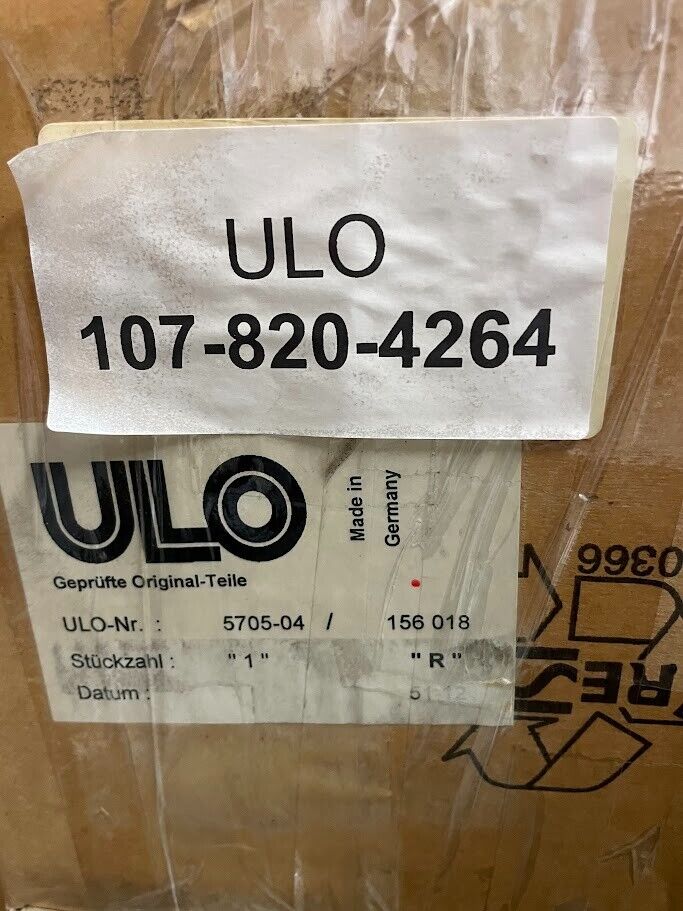 ULO
107-820-4264
ULO
Made in
Germany
Geprüfte Original-Teile
ULO-Nr. : 5705-04 / 156 018
Stückzahl : "1" "R"
Datum :
0366
RES